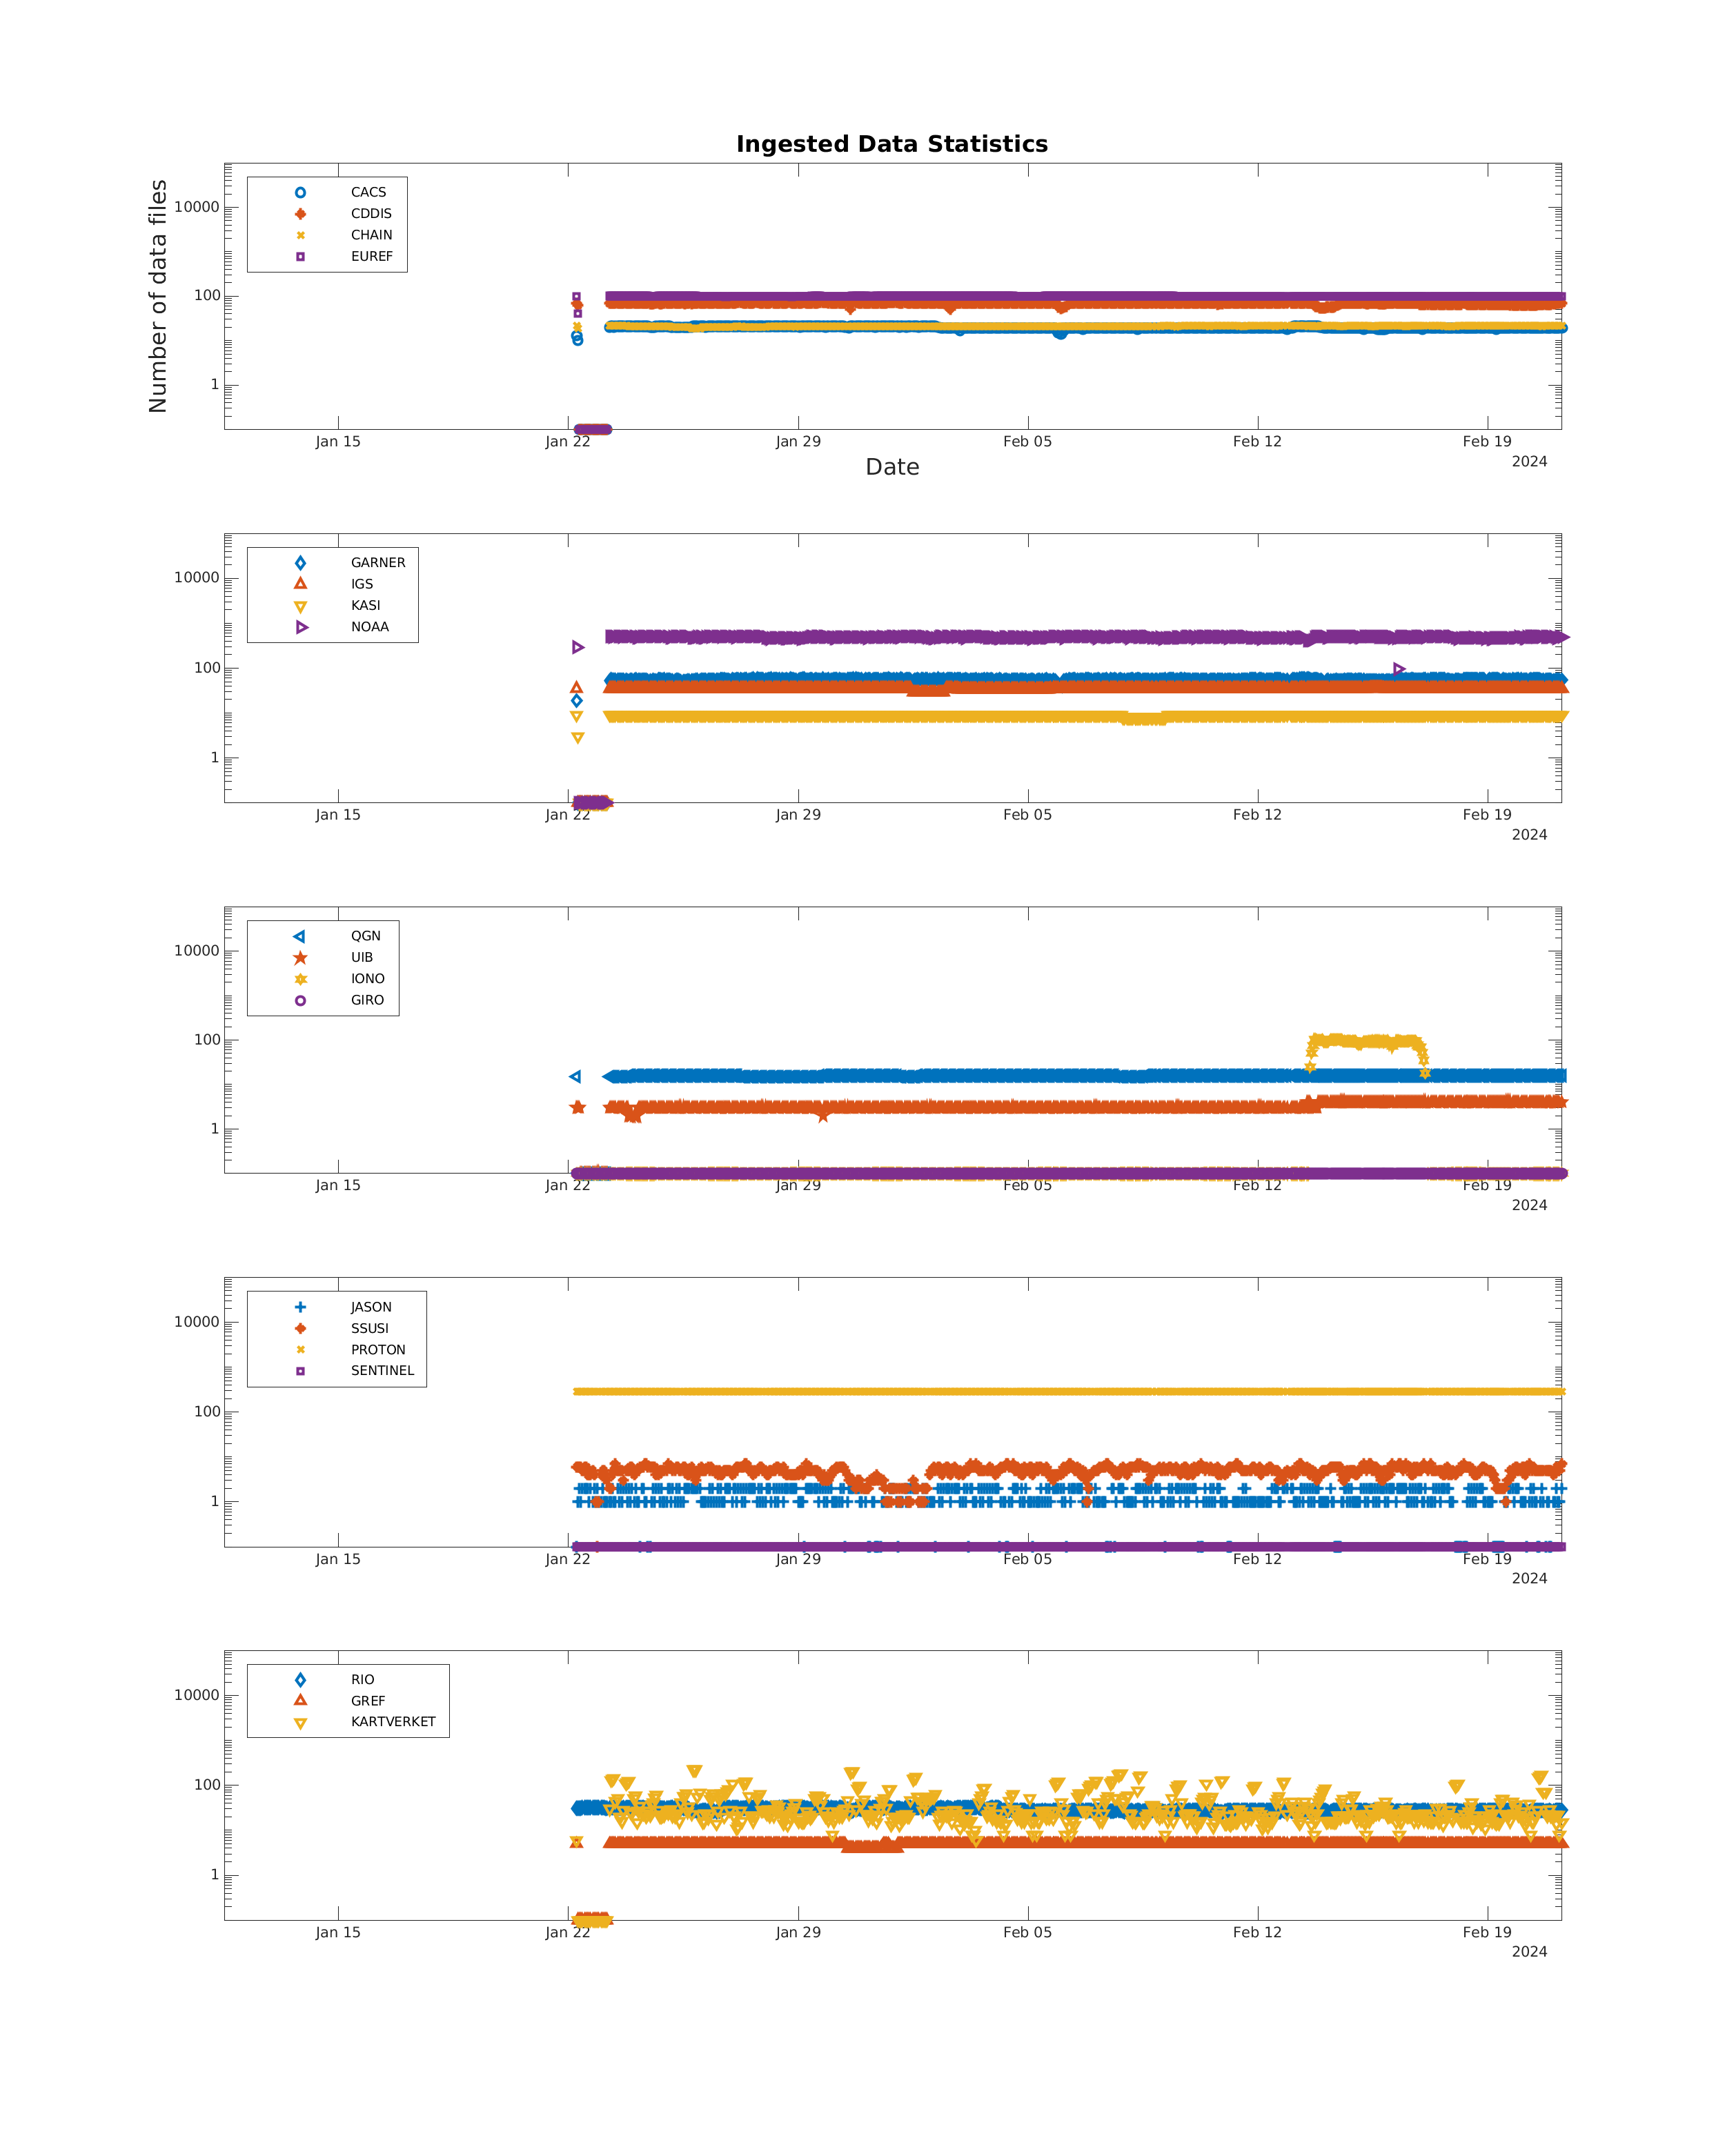 Ingested Data Statistics
Number of data files
10000
100
1
CACS
CDDIS
CHAIN
EUREF
Jan 15 Jan 22 Jan 29 Feb 05 Feb 12 Feb 19
2024
Date
10000
100
1
GARNER
IGS
KASI
NOAA
Jan 15 Jan 22 Jan 29 Feb 05 Feb 12 Feb 19
2024
10000
100
1
QGN
UIB
IONO
GIRO
Jan 15 Jan 22 Jan 29 Feb 05 Feb 12 Feb 19
2024
10000
100
1
JASON
SSUSI
PROTON
SENTINEL
Jan 15 Jan 22 Jan 29 Feb 05 Feb 12 Feb 19
2024
10000
100
1
RIO
GREF
KARTVERKET
Jan 15 Jan 22 Jan 29 Feb 05 Feb 12 Feb 19
2024